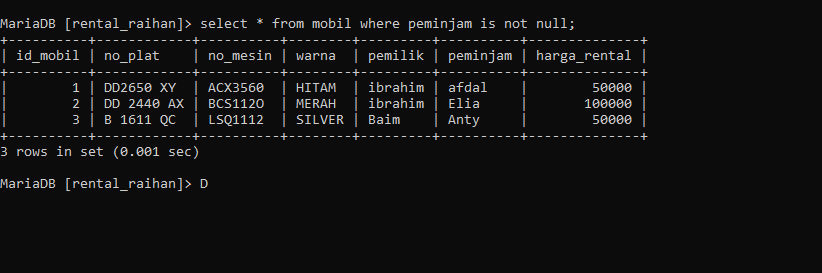 MariaDB [rental_raihan]> select * from mobil where peminjam is not null;
+----------+------------+----------+--------+---------+----------+--------------+
| id_mobil | no_plat    | no_mesin | warna  | pemilik | peminjam | harga_rental |
+----------+------------+----------+--------+---------+----------+--------------+
|        1 | DD2650 XY  | ACX3560  | HITAM  | ibrahim | afdal    |        50000 |
|        2 | DD 2440 AX | BCS112O  | MERAH  | ibrahim | Elia     |       100000 |
|        3 | B 1611 QC  | LSQ1112  | SILVER | Baim    | Anty     |        50000 |
+----------+------------+----------+--------+---------+----------+--------------+
3 rows in set (0.001 sec)
MariaDB [rental_raihan]> D